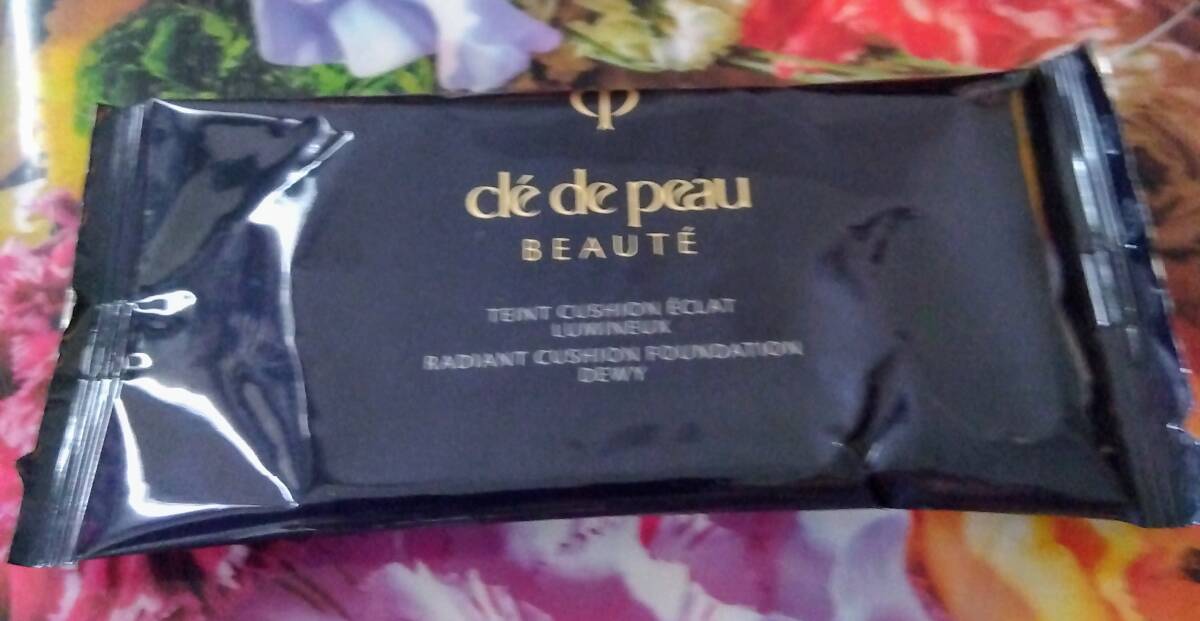 clé de peau
BEAUTÉ
TEINT CUSHION ÉCLAT
LUMINEUX
RADIANT CUSHION FOUNDATION
DEWY